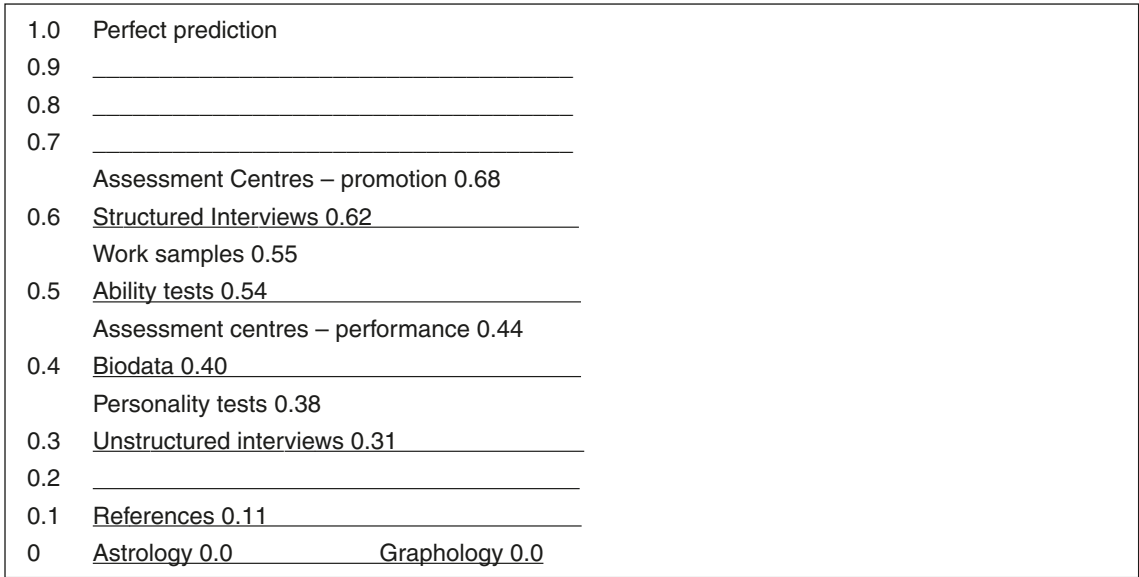 1.0 Perfect prediction
0.9 ____________________________________
0.8 ____________________________________
0.7 ____________________________________
Assessment Centres – promotion 0.68
0.6 Structured Interviews 0.62
Work samples 0.55
0.5 Ability tests 0.54
Assessment centres – performance 0.44
0.4 Biodata 0.40
Personality tests 0.38
0.3 Unstructured interviews 0.31
0.2
0.1 References 0.11
0 Astrology 0.0 Graphology 0.0